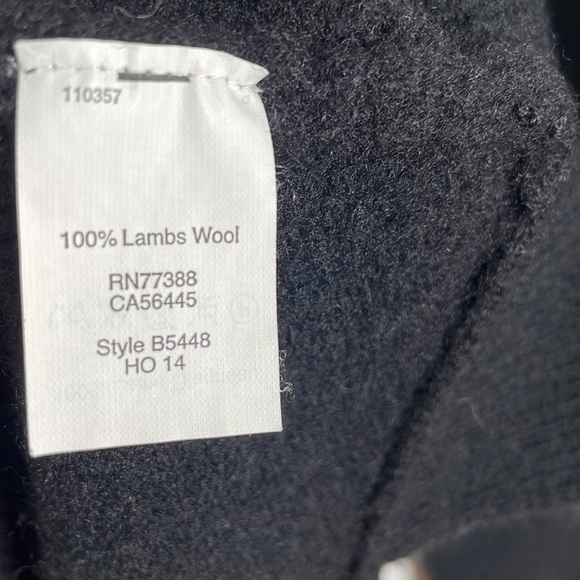 110357
100% Lambs Wool
RN77388
CA56445
Style B5448
HO 14